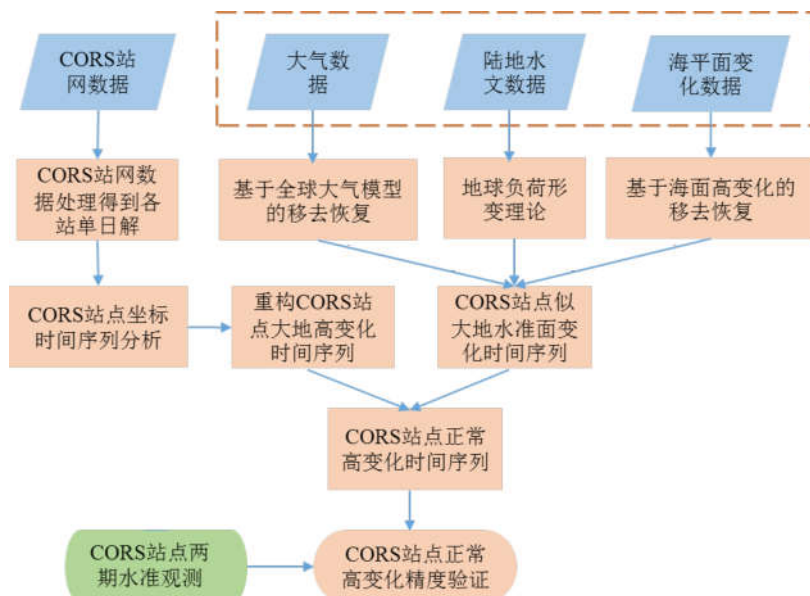 CORS站
网数据
大气数
据
陆地水
文数据
海平面变
化数据
CORS站网数
据处理得到各
站单日解
基于全球大气模型
的移去恢复
地球负荷形
变理论
基于海面高变化的
移去恢复
CORS站点坐标
时间序列分析
重构CORS站
点大地高变化
时间序列
CORS站点似
大地水准面变
化时间序列
CORS站点正常
高变化时间序列
CORS站点两
期水准观测
CORS站点正常
高变化精度验证